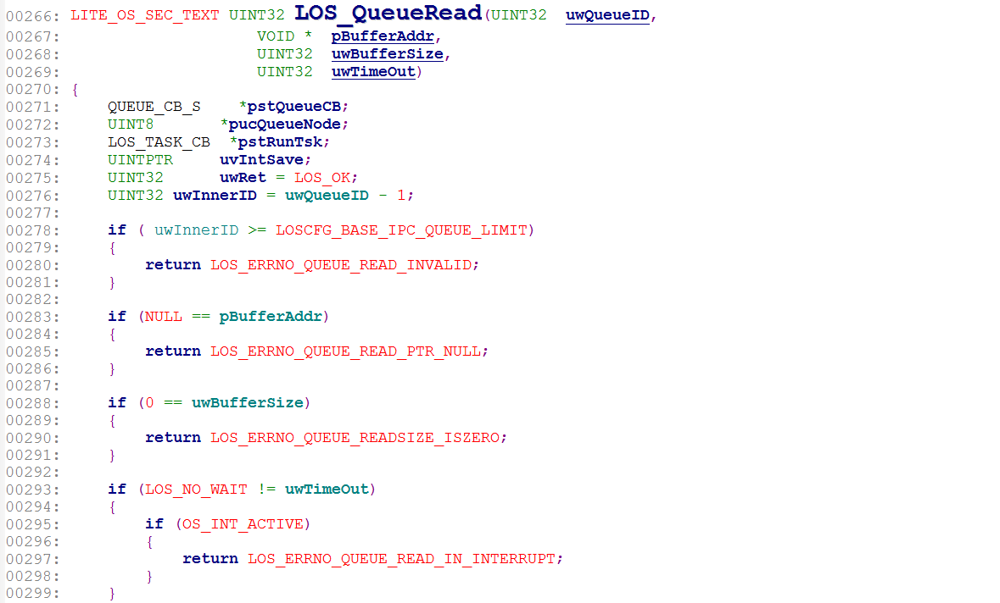 00266: LITE_OS_SEC_TEXT UINT32 LOS_QueueRead(UINT32  uwQueueID,
00267:                     VOID *  pBufferAddr,
00268:                     UINT32  uwBufferSize,
00269:                     UINT32  uwTimeOut)
00270: {
00271:     QUEUE_CB_S    *pstQueueCB;
00272:     UINT8       *pucQueueNode;
00273:     LOS_TASK_CB  *pstRunTsk;
00274:     UINTPTR     uvIntSave;
00275:     UINT32      uwRet = LOS_OK;
00276:     UINT32 uwInnerID = uwQueueID - 1;
00277:
00278:     if ( uwInnerID >= LOSCFG_BASE_IPC_QUEUE_LIMIT)
00279:     {
00280:         return LOS_ERRNO_QUEUE_READ_INVALID;
00281:     }
00282:
00283:     if (NULL == pBufferAddr)
00284:     {
00285:         return LOS_ERRNO_QUEUE_READ_PTR_NULL;
00286:     }
00287:
00288:     if (0 == uwBufferSize)
00289:     {
00290:         return LOS_ERRNO_QUEUE_READSIZE_ISZERO;
00291:     }
00292:
00293:     if (LOS_NO_WAIT != uwTimeOut)
00294:     {
00295:         if (OS_INT_ACTIVE)
00296:         {
00297:             return LOS_ERRNO_QUEUE_READ_IN_INTERRUPT;
00298:         }
00299:     }